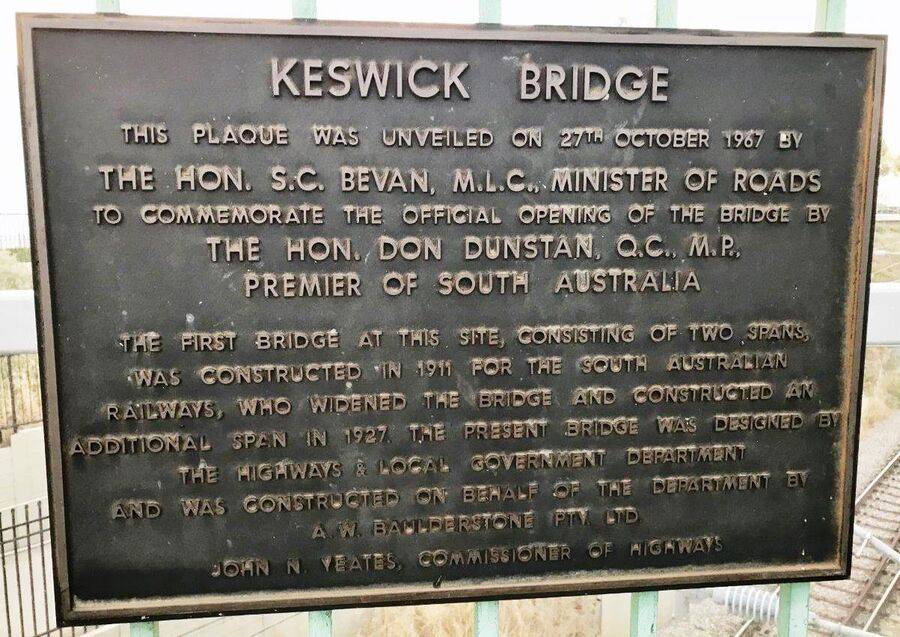 KESWICK BRIDGE
THIS PLAQUE WAS UNVEILED ON 27TH OCTOBER 1967 BY
THE HON. S.C. BEVAN, M.L.C., MINISTER OF ROADS
TO COMMEMORATE THE OFFICIAL OPENING OF THE BRIDGE BY
THE HON. DON DUNSTAN, Q.C., M.P.,
PREMIER OF SOUTH AUSTRALIA
THE FIRST BRIDGE AT THIS SITE, CONSISTING OF TWO SPANS,
WAS CONSTRUCTED IN 1911 FOR THE SOUTH AUSTRALIAN
RAILWAYS, WHO WIDENED THE BRIDGE AND CONSTRUCTED AN
ADDITIONAL SPAN IN 1927. THE PRESENT BRIDGE WAS DESIGNED BY
THE HIGHWAYS & LOCAL GOVERNMENT DEPARTMENT
AND WAS CONSTRUCTED ON BEHALF OF THE DEPARTMENT BY
A. W. BAULDERSTONE PTY. LTD.
JOHN N. YEATES, COMMISSIONER OF HIGHWAYS